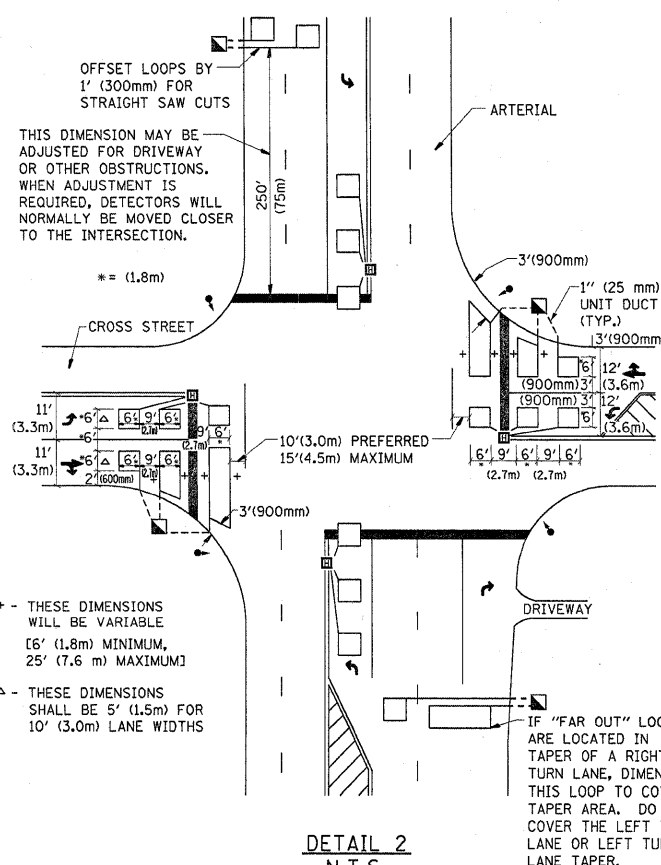 OFFSET LOOPS BY
1' (300mm) FOR
STRAIGHT SAW CUTS
THIS DIMENSION MAY BE
ADJUSTED FOR DRIVEWAY
OR OTHER OBSTRUCTIONS.
WHEN ADJUSTMENT IS
REQUIRED, DETECTORS WILL
NORMALLY BE MOVED CLOSER
TO THE INTERSECTION.
250'
(75m)
ARTERIAL
*= (1.8m)
3'(900mm)
1" (25 mm)
UNIT DUCT
(TYP.)
CROSS STREET
3'(900mm
*6'
12'
(3.6m)
(900mm) 3'
(900mm) 3'
12'
(3.6m)
*6'
H
H
H
H
11'
(3.3m)
*6' △ 6' 9' 6'
(2.7m)
*6'
9' 6'
(2.7m) *
11'
(3.3m)
*6' △ 6' 9' 6'
(2.7m)
2' (600mm)
10'(3.0m) PREFERRED
15'(4.5m) MAXIMUM
6' 9' 6' 9' 6'
* (2.7m) * (2.7m) *
3'(900mm)
+ - THESE DIMENSIONS
WILL BE VARIABLE
[6' (1.8m) MINIMUM,
25' (7.6 m) MAXIMUM]
DRIVEWAY
△ - THESE DIMENSIONS
SHALL BE 5' (1.5m) FOR
10' (3.0m) LANE WIDTHS
IF "FAR OUT" LOO
ARE LOCATED IN
TAPER OF A RIGHT
TURN LANE, DIMEN
THIS LOOP TO CO
TAPER AREA. DO
COVER THE LEFT
LANE OR LEFT TU
LANE TAPER.
DETAIL 2
N.T.S.